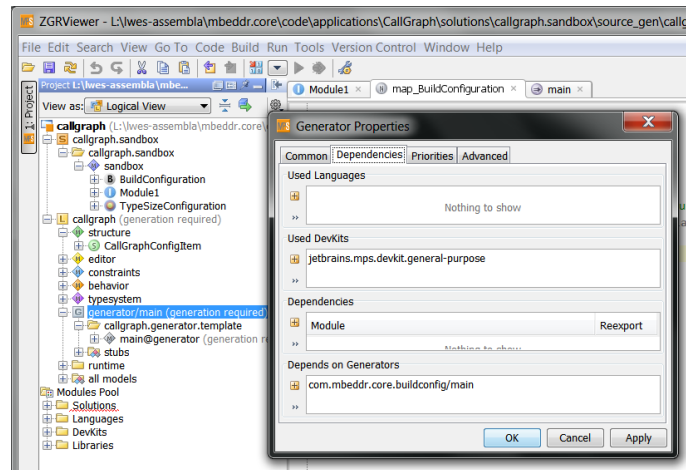 ZGRViewer - L:\lwes-assembla\mbeddr.core\code\applications\CallGraph\solutions\callgraph.sandbox\source_gen\callg
File Edit Search View Go To Code Build Run Tools Version Control Window Help
Project L:\lwes-assembla\mbe...
Module1 × map_BuildConfiguration × main ×
1: Project
View as: Logical View
callgraph (L:\lwes-assembla\mbeddr.core\
S callgraph.sandbox
callgraph.sandbox
sandbox
B BuildConfiguration
I Module1
TypeSizeConfiguration
L callgraph (generation required)
structure
S CallGraphConfigItem
editor
constraints
behavior
typesystem
G generator/main (generation required)
callgraph.generator.template
main@generator (generation r
stubs
runtime
all models
Modules Pool
Solutions
Languages
DevKits
Libraries
Generator Properties
Common Dependencies Priorities Advanced
Used Languages
Nothing to show
Used DevKits
jetbrains.mps.devkit.general-purpose
Dependencies
Module Reexport
Nothing to show
Depends on Generators
com.mbeddr.core.buildconfig/main
OK Cancel Apply